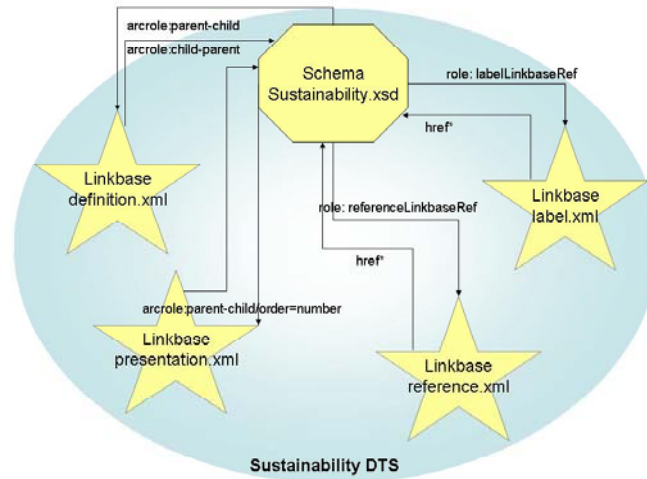 arcrole:parent-child
arcrole:child-parent
Schema
Sustainability.xsd
role: labelLinkbaseRef
href*
Linkbase
definition.xml
Linkbase
label.xml
role: referenceLinkbaseRef
href*
arcrole:parent-child/order=number
Linkbase
presentation.xml
Linkbase
reference.xml
Sustainability DTS